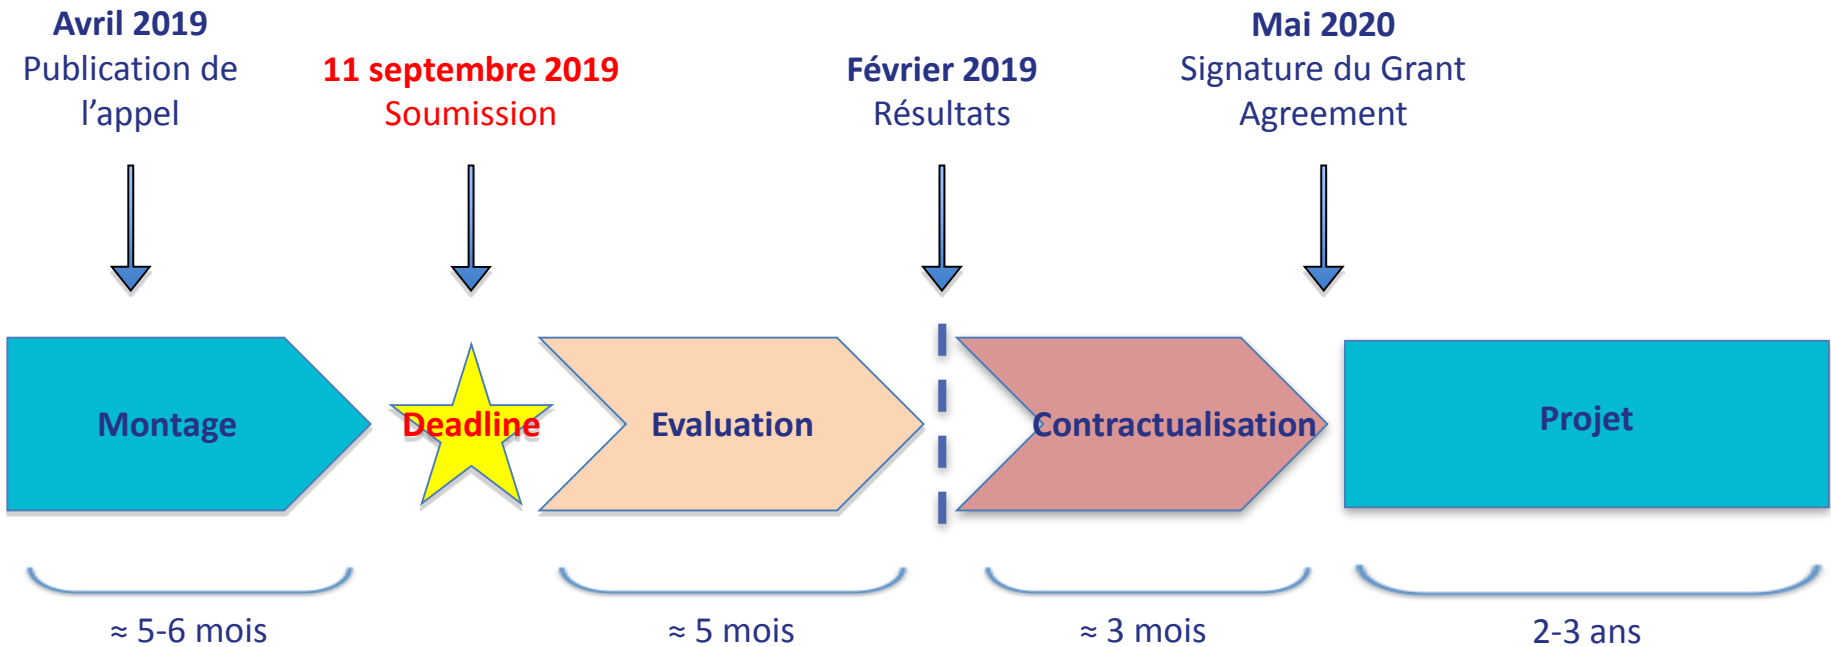 Avril 2019
Publication de
l’appel
11 septembre 2019
Soumission
Février 2019
Résultats
Mai 2020
Signature du Grant
Agreement
Montage
Deadline
Evaluation
Contractualisation
Projet
≈ 5-6 mois
≈ 5 mois
≈ 3 mois
2-3 ans